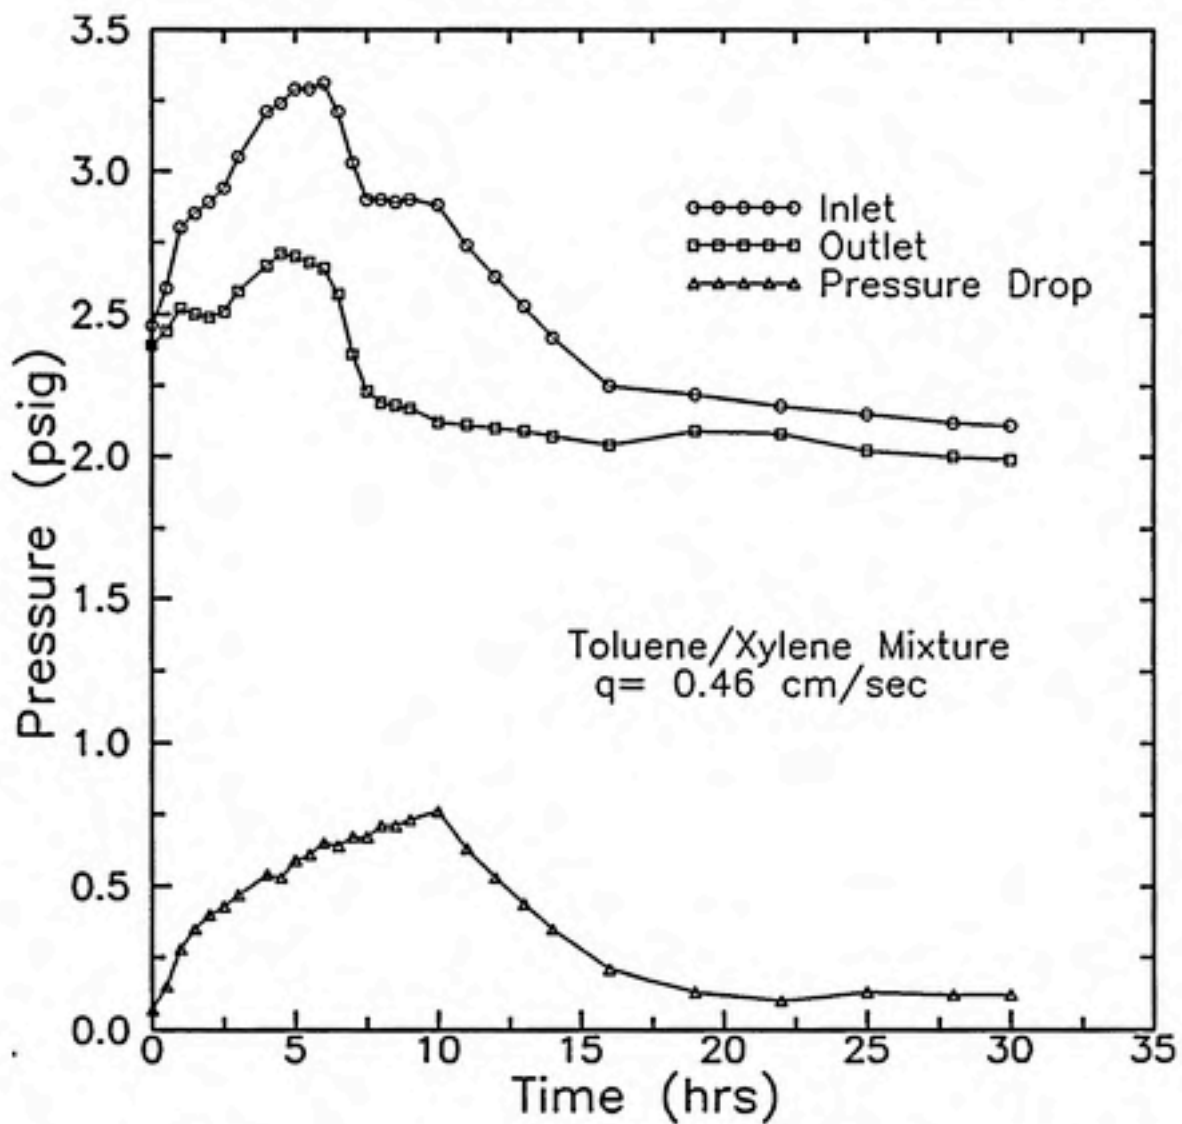 3.5
3.0
2.5
2.0
1.5
1.0
0.5
0.0
Pressure (psig)
Inlet
Outlet
Pressure Drop
Toluene/Xylene Mixture
q= 0.46 cm/sec
0 5 10 15 20 25 30 35
Time (hrs)